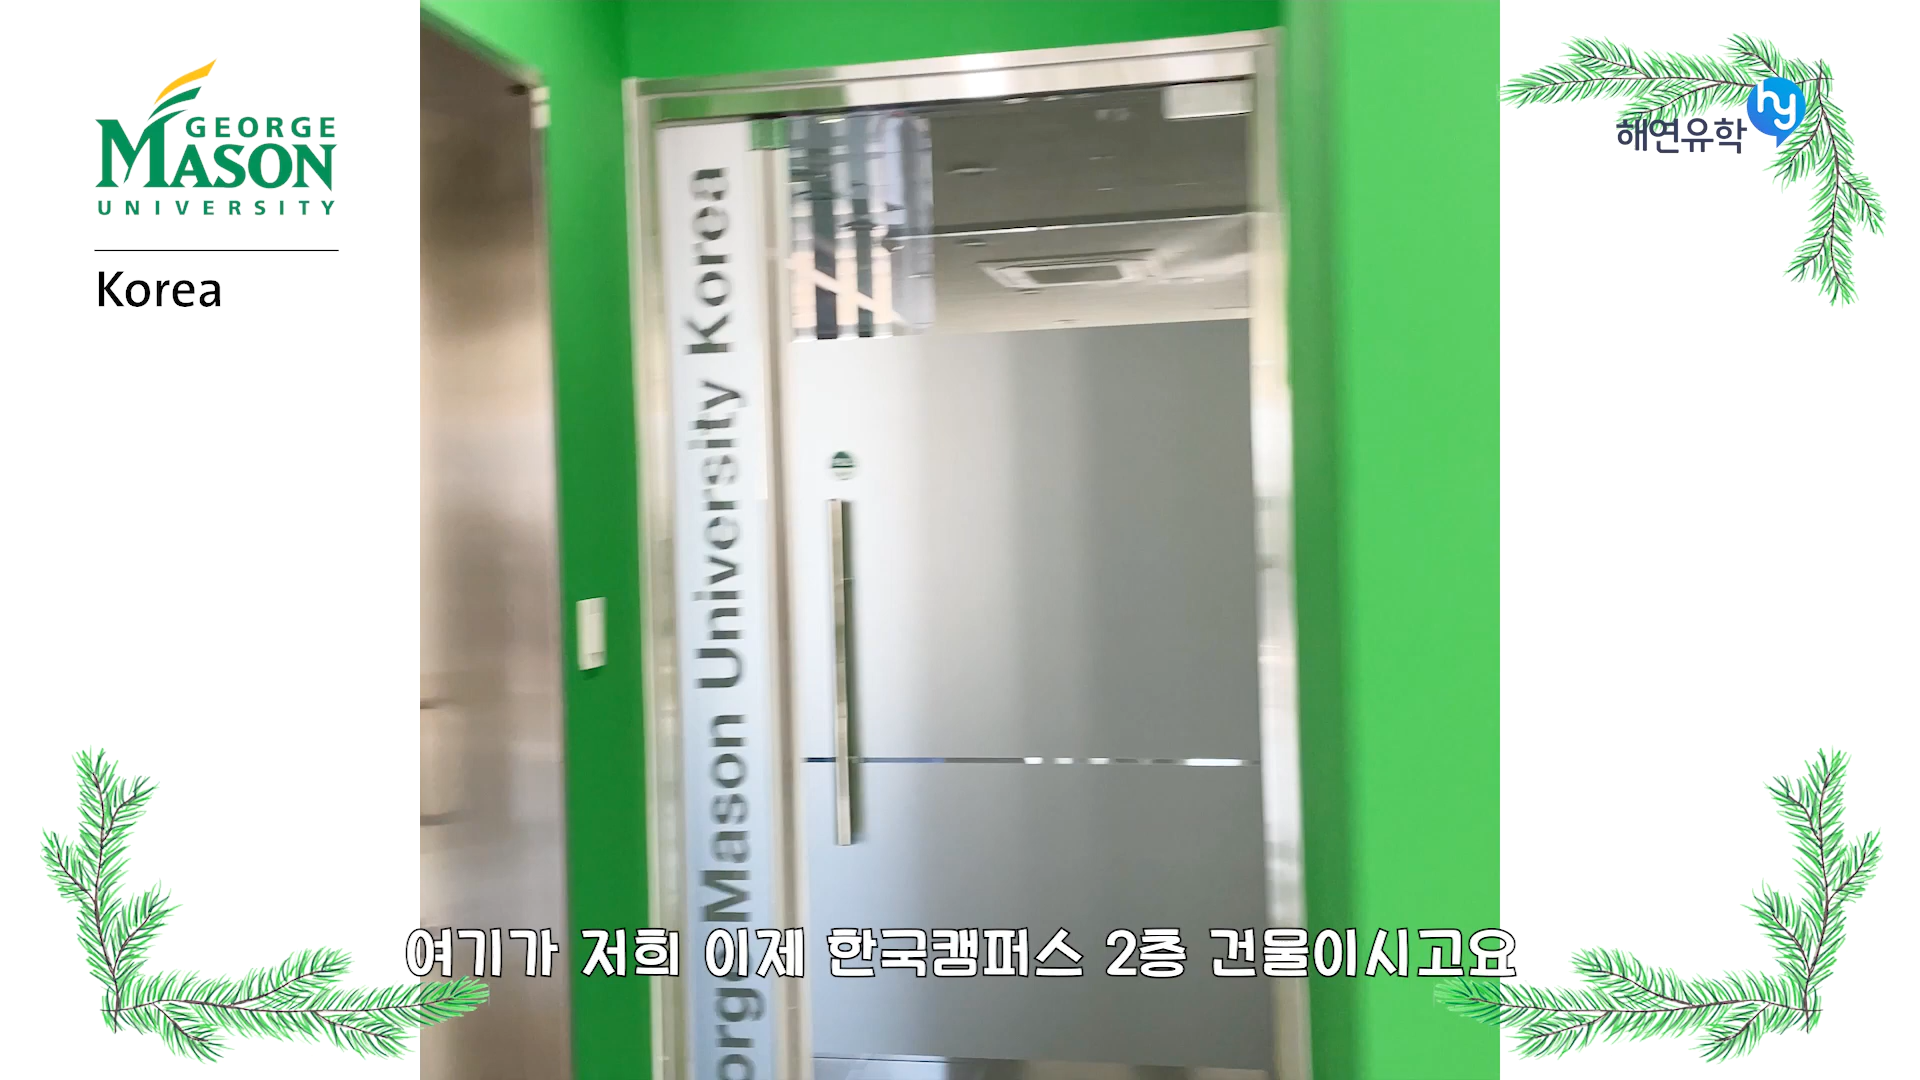 GEORGE
MASON
UNIVERSITY
Korea
hy
해연유학
George Mason University Korea
여기가 저희 이제 한국캠퍼스 2층 건물이시고요